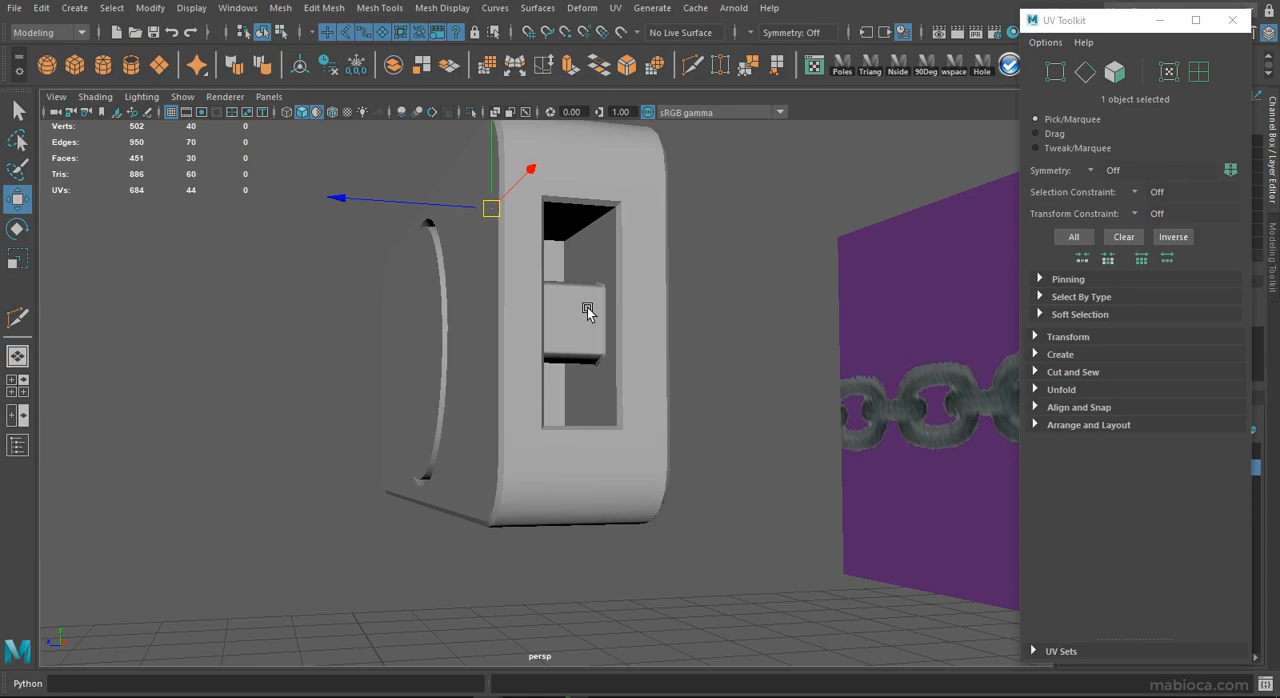 File Edit Create Select Modify Display Windows Mesh Edit Mesh Mesh Tools Mesh Display Curves Surfaces Deform UV Generate Cache Arnold Help
UV Toolkit
Modeling No Live Surface Symmetry: Off
Options Help
Poles Triang Nside 90Deg wspace Hole
View Shading Lighting Show Renderer Panels
1 object selected
0.00 1.00 sRGB gamma
Pick/Marquee
Drag
Tweak/Marquee
Verts: 502 40 0
Edges: 950 70 0
Faces: 451 30 0
Tris: 886 60 0
UVs: 684 44 0
Symmetry: Off
Selection Constraint: Off
Transform Constraint: Off
All Clear Inverse
Pinning
Select By Type
Soft Selection
Transform
Create
Cut and Sew
Unfold
Align and Snap
Arrange and Layout
UV Sets
Channel Box / Layer Editor
Modeling Toolkit
persp
Python
mabioca.com